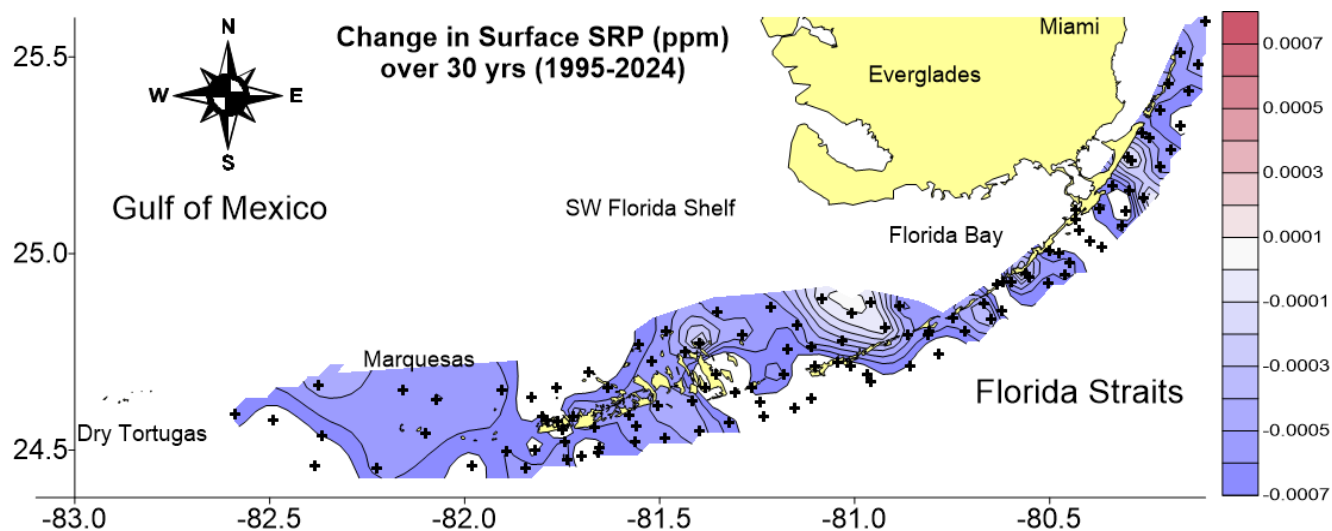 Change in Surface SRP (ppm)
over 30 yrs (1995-2024)
N
W
E
S
Gulf of Mexico
SW Florida Shelf
Everglades
Miami
Florida Bay
Marquesas
Dry Tortugas
Florida Straits
25.5
25.0
24.5
-83.0
-82.5
-82.0
-81.5
-81.0
-80.5
0.0007
0.0005
0.0003
0.0001
-0.0001
-0.0003
-0.0005
-0.0007